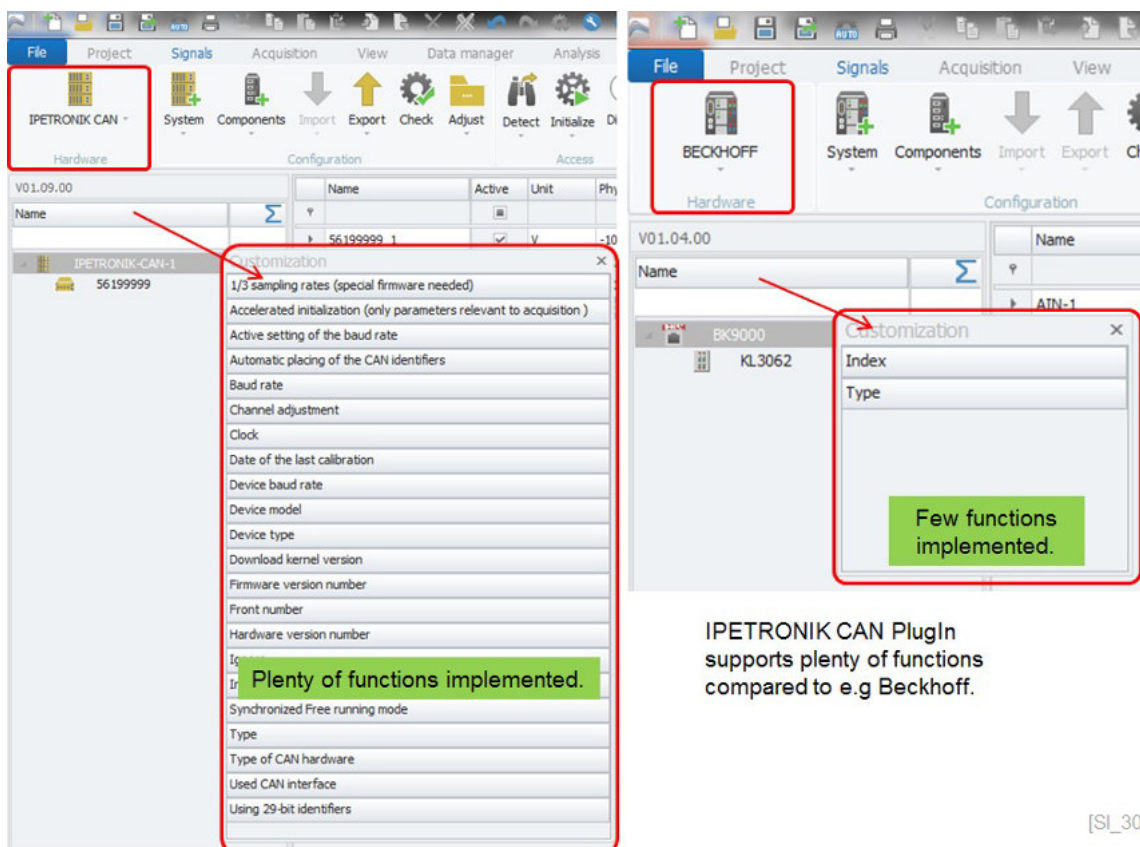 AUTO
File Project Signals Acquisition View Data manager Analysis
IPETRONIK CAN System Components Import Export Check Adjust Detect Initialize
Hardware Configuration Access
V01.09.00
Name Active Unit Phy
Name Σ
56199999_1 V -10
IPETRONIK-CAN-1
56199999
Customization
1/3 sampling rates (special firmware needed)
Accelerated initialization (only parameters relevant to acquisition )
Active setting of the baud rate
Automatic placing of the CAN identifiers
Baud rate
Channel adjustment
Clock
Date of the last calibration
Device baud rate
Device model
Device type
Download kernel version
Firmware version number
Front number
Hardware version number
Plenty of functions implemented.
Synchronized Free running mode
Type
Type of CAN hardware
Used CAN interface
Using 29-bit identifiers
AUTO
File Project Signals Acquisition View
BECKHOFF System Components Import Export Ch
Hardware Configuration
V01.04.00
Name
Name Σ
AIN-1
BK9000
KL3062
Customization
Index
Type
Few functions
implemented.
IPETRONIK CAN PlugIn
supports plenty of functions
compared to e.g Beckhoff.
[SI_30